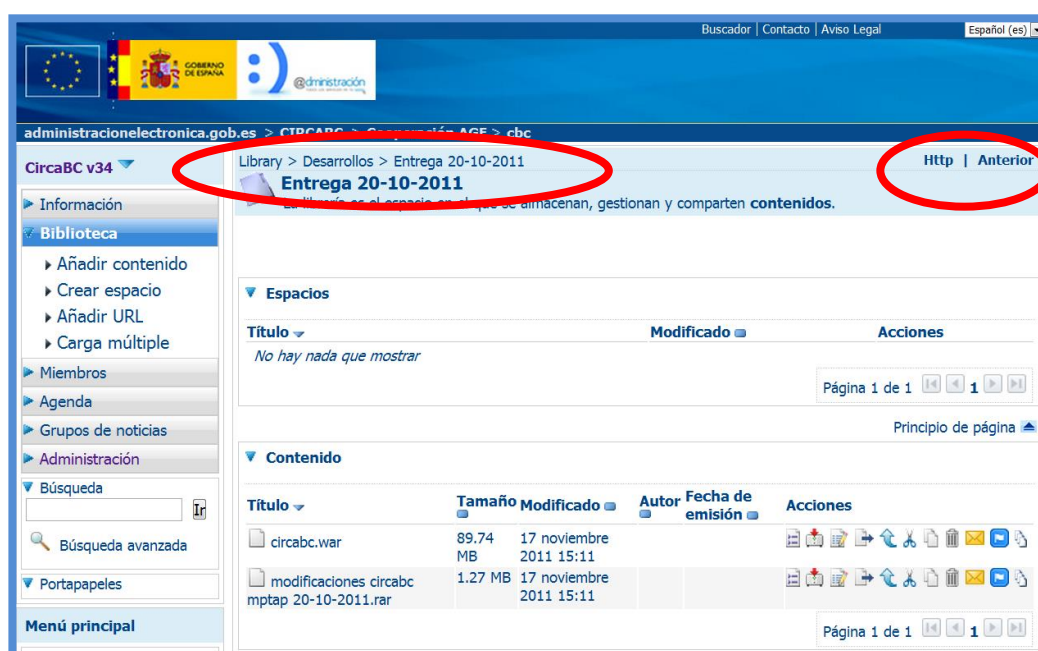 Buscador | Contacto | Aviso Legal
Español (es)
GOBIERNO
DE ESPAÑA
@dministración
administracionelectronica.gob.es > CIRCABC > Cooperación AGE > cbc
CircaBC v34
Library > Desarrollos > Entrega 20-10-2011
Http | Anterior
Entrega 20-10-2011
La librería es el espacio en el que se almacenan, gestionan y comparten contenidos.
Información
Biblioteca
Añadir contenido
Crear espacio
Añadir URL
Carga múltiple
Miembros
Agenda
Grupos de noticias
Administración
Búsqueda
Ir
Búsqueda avanzada
Portapapeles
Menú principal
Espacios
Título Modificado Acciones
No hay nada que mostrar
Página 1 de 1 1
Principio de página
Contenido
Título Tamaño Modificado Autor Fecha de emisión Acciones
circabc.war 89.74 MB 17 noviembre 2011 15:11
modificaciones circabc mptap 20-10-2011.rar 1.27 MB 17 noviembre 2011 15:11
Página 1 de 1 1